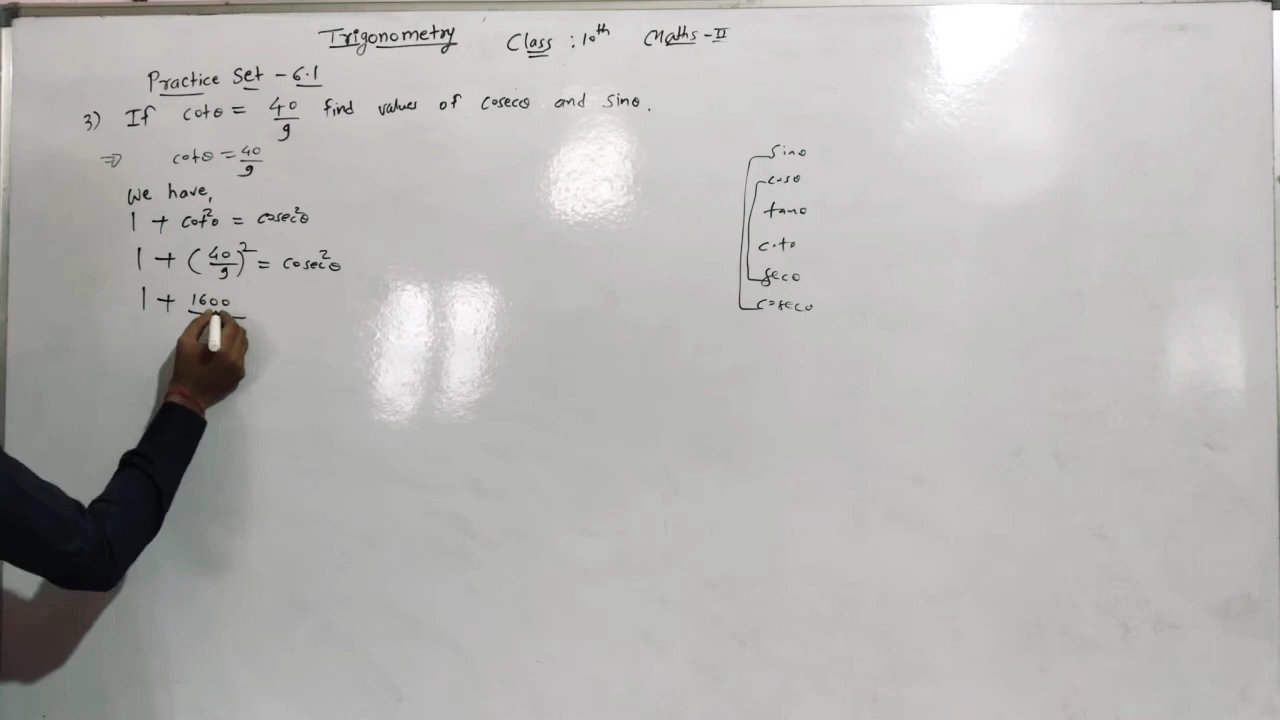 Trigonometry Class : 10th Maths - II
Practice Set - 6.1
3) If cotθ = 40/9 find values of cosecθ and sinθ.
⇒ cotθ = 40/9
We have,
1 + cot²θ = cosec²θ
1 + (40/9)² = cosec²θ
1 + 1600
sinθ
cosθ
tanθ
cotθ
secθ
cosecθ